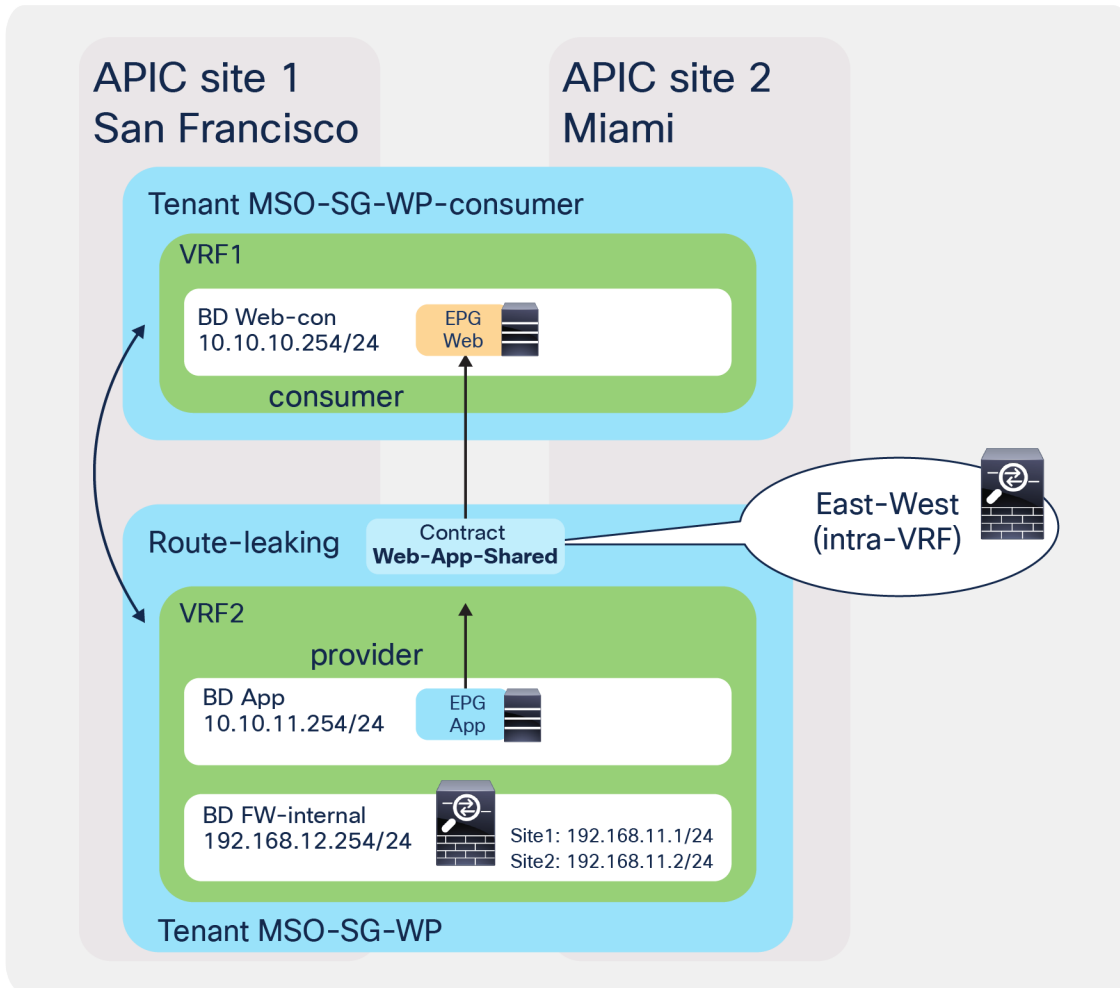 APIC site 1
San Francisco
APIC site 2
Miami
Tenant MSO-SG-WP-consumer
VRF1
BD Web-con
10.10.10.254/24
EPG
Web
consumer
Route-leaking
Contract
Web-App-Shared
East-West
(intra-VRF)
VRF2
provider
BD App
10.10.11.254/24
EPG
App
BD FW-internal
192.168.12.254/24
Site1: 192.168.11.1/24
Site2: 192.168.11.2/24
Tenant MSO-SG-WP